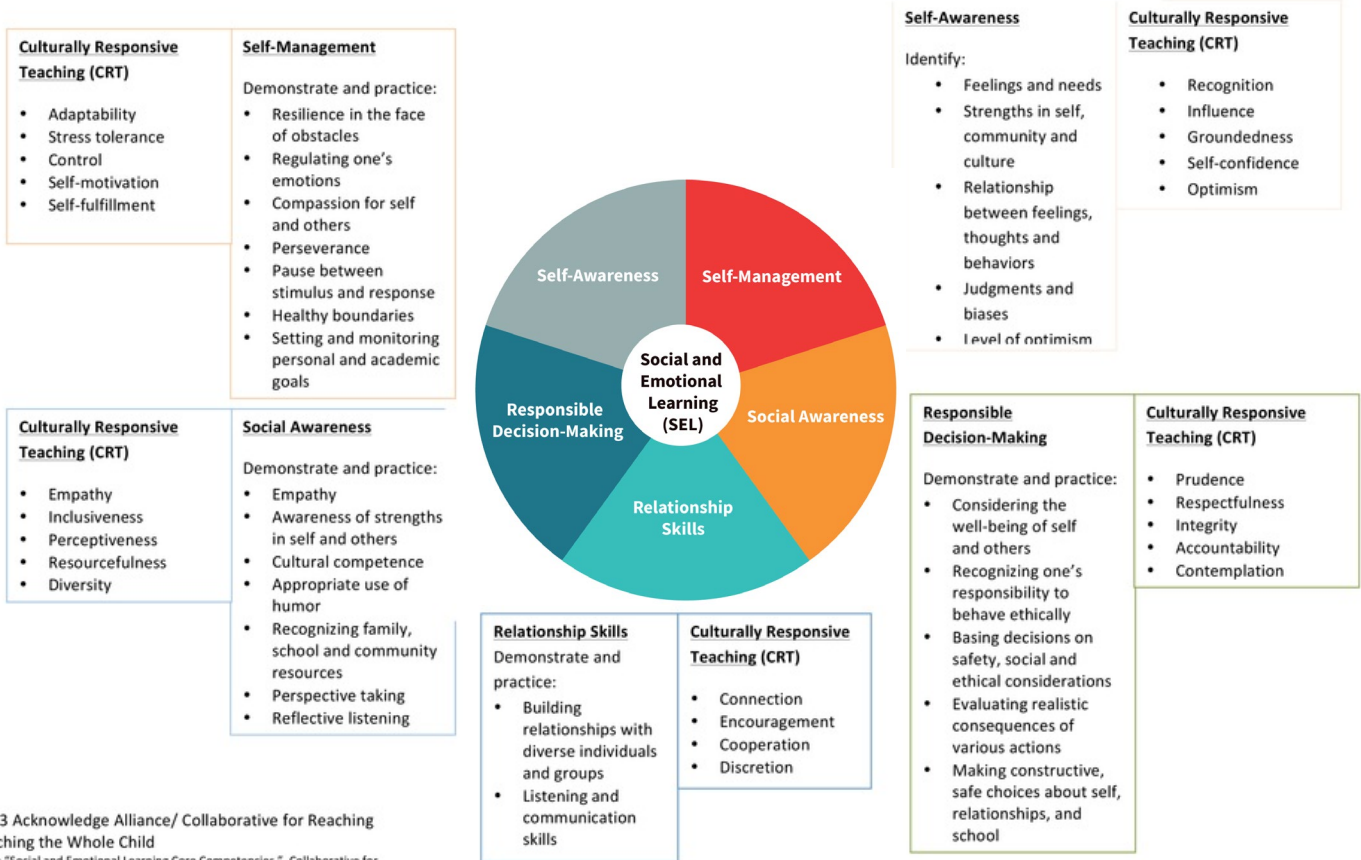 Culturally Responsive
Teaching (CRT)
• Adaptability
• Stress tolerance
• Control
• Self-motivation
• Self-fulfillment
Self-Management
Demonstrate and practice:
• Resilience in the face
of obstacles
• Regulating one's
emotions
• Compassion for self
and others
• Perseverance
• Pause between
stimulus and response
• Healthy boundaries
• Setting and monitoring
personal and academic
goals
Self-Awareness
Identify:
• Feelings and needs
• Strengths in self,
community and
culture
• Relationship
between feelings,
thoughts and
behaviors
• Judgments and
biases
• Level of optimism
Culturally Responsive
Teaching (CRT)
• Recognition
• Influence
• Groundedness
• Self-confidence
• Optimism
Self-Awareness
Self-Management
Social and
Emotional
Learning
(SEL)
Responsible
Decision-Making
Social Awareness
Relationship
Skills
Culturally Responsive
Teaching (CRT)
• Empathy
• Inclusiveness
• Perceptiveness
• Resourcefulness
• Diversity
Social Awareness
Demonstrate and practice:
• Empathy
• Awareness of strengths
in self and others
• Cultural competence
• Appropriate use of
humor
• Recognizing family,
school and community
resources
• Perspective taking
• Reflective listening
Relationship Skills
Demonstrate and
practice:
• Building
relationships with
diverse individuals
and groups
• Listening and
communication
skills
Culturally Responsive
Teaching (CRT)
• Connection
• Encouragement
• Cooperation
• Discretion
Responsible
Decision-Making
Demonstrate and practice:
• Considering the
well-being of self
and others
• Recognizing one's
responsibility to
behave ethically
• Basing decisions on
safety, social and
ethical considerations
• Evaluating realistic
consequences of
various actions
• Making constructive,
safe choices about self,
relationships, and
school
Culturally Responsive
Teaching (CRT)
• Prudence
• Respectfulness
• Integrity
• Accountability
• Contemplation
3 Acknowledge Alliance/ Collaborative for Reaching
ching the Whole Child
"Social and Emotional Learning Core Competencies." Collaborative for